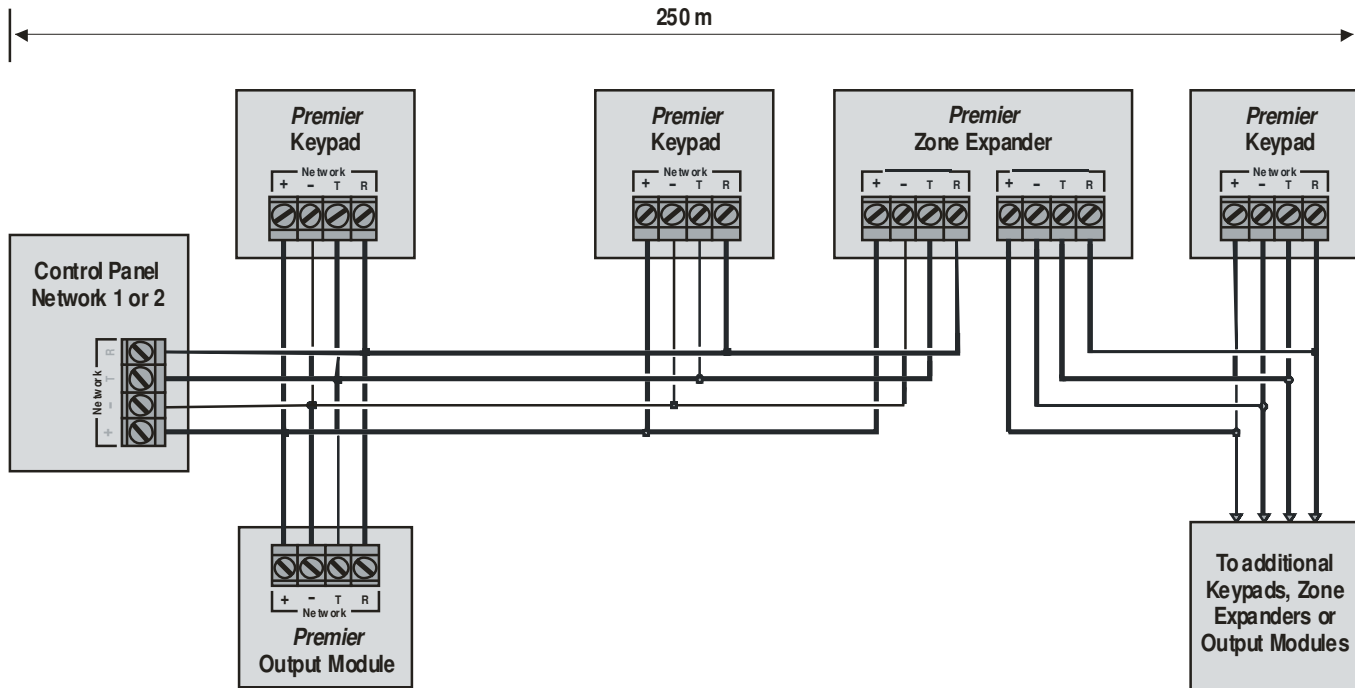 250 m
Premier
Keypad
Network
+ - T R
Premier
Keypad
Network
+ - T R
Premier
Zone Expander
+ - T R
+ - T R
Premier
Keypad
Network
+ - T R
Control Panel
Network 1 or 2
Network
R
T
-
+
+ - T R
Network
Premier
Output Module
To additional
Keypads, Zone
Expanders or
Output Modules